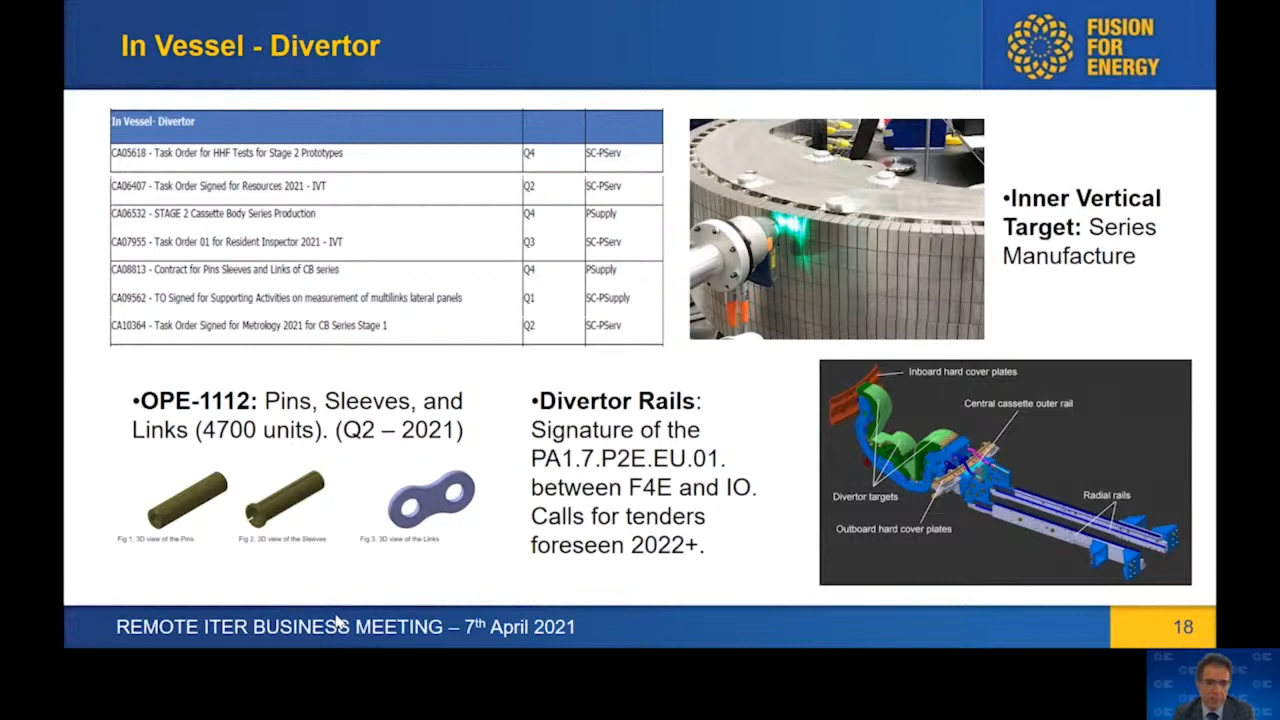 In Vessel - Divertor
FUSION
FOR
ENERGY
In Vessel- Divertor
CA05618 - Task Order for HHF Tests for Stage 2 Prototypes Q4 SC-PServ
CA06407 - Task Order Signed for Resources 2021 - IVT Q2 SC-PServ
CA06532 - STAGE 2 Cassette Body Series Production Q4 PSupply
CA07955 - Task Order 01 for Resident Inspector 2021 - IVT Q3 SC-PServ
CA08813 - Contract for Pins Sleeves and Links of CB series Q4 PSupply
CA09562 - TO Signed for Supporting Activities on measurement of multilinks lateral panels Q1 SC-PSupply
CA10364 - Task Order Signed for Metrology 2021 for CB Series Stage 1 Q2 SC-PServ
•Inner Vertical
Target: Series
Manufacture
•OPE-1112: Pins, Sleeves, and
Links (4700 units). (Q2 – 2021)
Fig 1. 3D view of the Pins
Fig 2. 3D view of the Sleeves
Fig 3. 3D view of the Links
•Divertor Rails:
Signature of the
PA1.7.P2E.EU.01.
between F4E and IO.
Calls for tenders
foreseen 2022+.
Inboard hard cover plates
Central cassette outer rail
Divertor targets
Radial rails
Outboard hard cover plates
REMOTE ITER BUSINESS MEETING – 7th April 2021
18